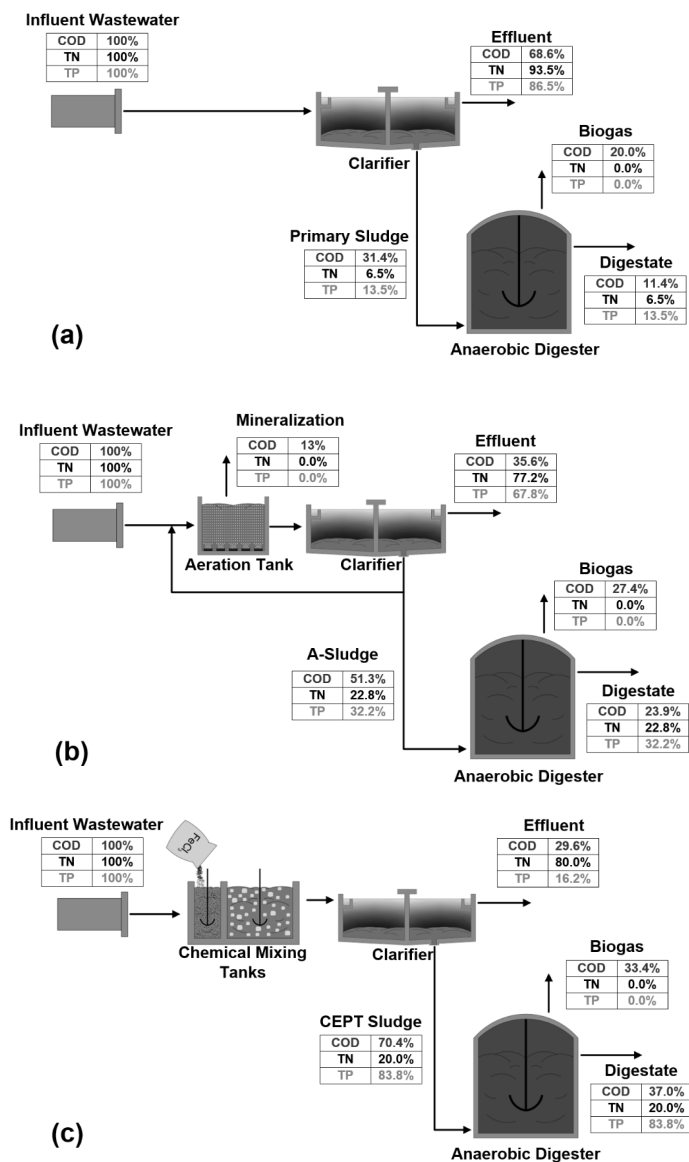 Influent Wastewater
COD 100%
TN 100%
TP 100%
Effluent
COD 68.6%
TN 93.5%
TP 86.5%
Clarifier
Biogas
COD 20.0%
TN 0.0%
TP 0.0%
Primary Sludge
COD 31.4%
TN 6.5%
TP 13.5%
Digestate
COD 11.4%
TN 6.5%
TP 13.5%
(a)
Anaerobic Digester
Influent Wastewater
COD 100%
TN 100%
TP 100%
Mineralization
COD 13%
TN 0.0%
TP 0.0%
Effluent
COD 35.6%
TN 77.2%
TP 67.8%
Aeration Tank
Clarifier
Biogas
COD 27.4%
TN 0.0%
TP 0.0%
A-Sludge
COD 51.3%
TN 22.8%
TP 32.2%
Digestate
COD 23.9%
TN 22.8%
TP 32.2%
(b)
Anaerobic Digester
Influent Wastewater
COD 100%
TN 100%
TP 100%
FeCl3
Effluent
COD 29.6%
TN 80.0%
TP 16.2%
Chemical Mixing
Tanks
Clarifier
Biogas
COD 33.4%
TN 0.0%
TP 0.0%
CEPT Sludge
COD 70.4%
TN 20.0%
TP 83.8%
Digestate
COD 37.0%
TN 20.0%
TP 83.8%
(c)
Anaerobic Digester